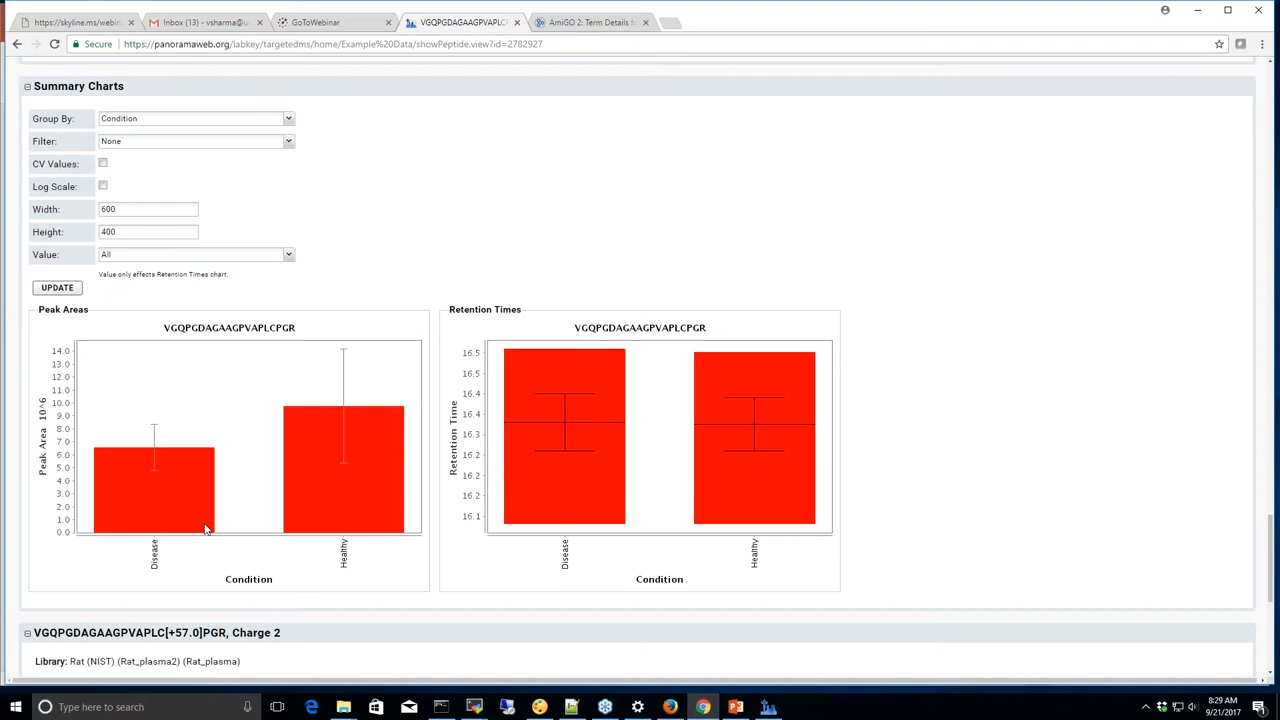 https://skyline.ms/webin
Inbox (13) - vsharma@u
GoToWebinar
VGQPGDAGAAGPVAPLCPGR
AmiGO 2: Term Details f
Secure
https://panoramaweb.org/labkey/targetedms/home/Example%20Data/showPeptide.view?id=2782927
Summary Charts
Group By: Condition
Filter: None
CV Values:
Log Scale:
Width: 600
Height: 400
Value: All
Value only effects Retention Times chart.
UPDATE
Peak Areas
VGQPGDAGAAGPVAPLCPGR
Peak Area 10^6
14.0
13.0
12.0
11.0
10.0
9.0
8.0
7.0
6.0
5.0
4.0
3.0
2.0
1.0
0.0
Disease
Healthy
Condition
Retention Times
VGQPGDAGAAGPVAPLCPGR
Retention Time
16.5
16.4
16.4
16.3
16.2
16.2
16.1
Disease
Healthy
Condition
VGQPGDAGAAGPVAPLC[+57.0]PGR, Charge 2
Library: Rat (NIST) (Rat_plasma2) (Rat_plasma)
Type here to search
8:29 AM
9/21/2017